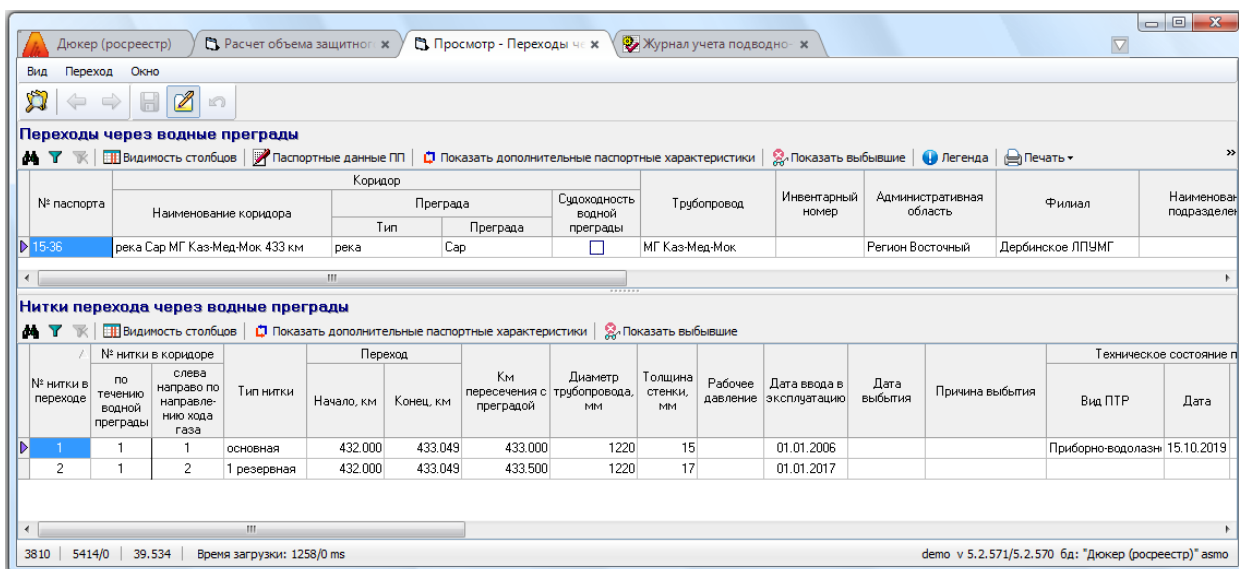 Дюкер (росреестр) Расчет объема защитног Просмотр - Переходы че Журнал учета подводно-
Вид Переход Окно
Переходы через водные преграды
Видимость столбцов Паспортные данные ПП Показать дополнительные паспортные характеристики Показать выбывшие Легенда Печать »
№ паспорта Коридор Трубопровод Инвентарный номер Административная область Филиал Наименован подразделен
Наименование коридора Преграда Судоходность водной преграды
Тип Преграда
15-36 река Сар МГ Каз-Мед-Мок 433 км река Сар МГ Каз-Мед-Мок Регион Восточный Дербинское ЛПУМГ
Нитки перехода через водные преграды
Видимость столбцов Показать дополнительные паспортные характеристики Показать выбывшие
№ нитки в переходе № нитки в коридоре Тип нитки Переход Км пересечения с преградой Диаметр трубопровода, мм Толщина стенки, мм Рабочее давление Дата ввода в эксплуатацию Дата выбытия Причина выбытия Техническое состояние п
по течению водной преграды слева направо по направле-нию хода газа Начало, км Конец, км Вид ПТР Дата
1 1 1 основная 432.000 433.049 433.000 1220 15 01.01.2006 Приборно-водолазн 15.10.2019
2 1 2 1 резервная 432.000 433.049 433.500 1220 17 01.01.2017
3810 5414/0 39.534 Время загрузки: 1258/0 ms demo v 5.2.571/5.2.570 бд: "Дюкер (росреестр)" asmo